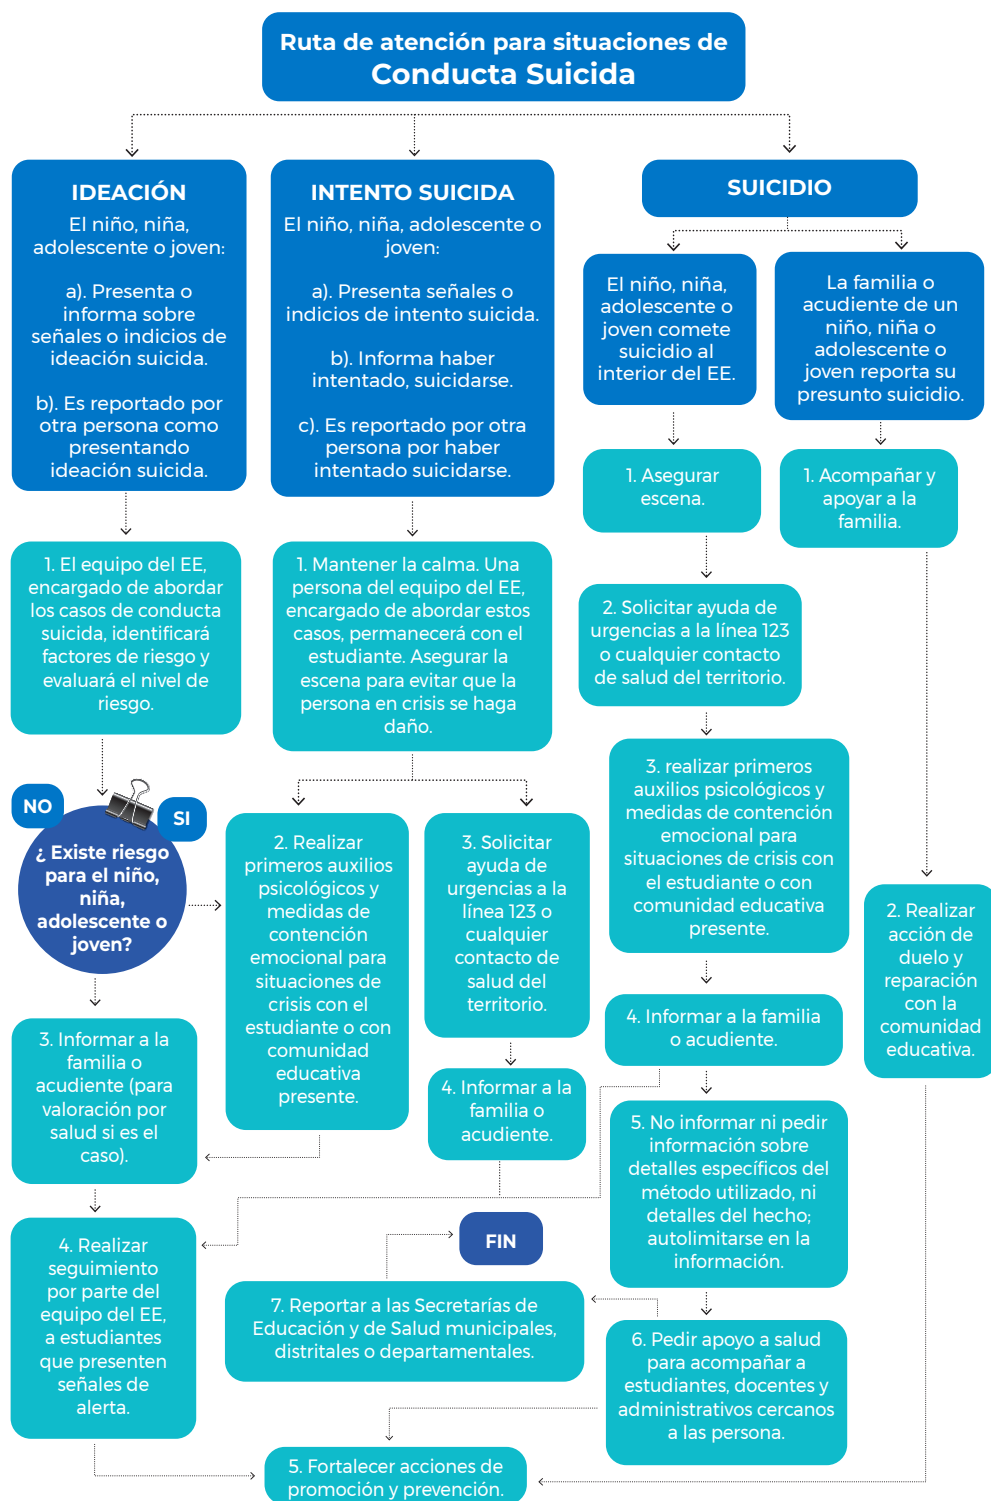 Ruta de atención para situaciones de
Conducta Suicida
IDEACIÓN
El niño, niña,
adolescente o joven:
a). Presenta o
informa sobre
señales o indicios de
ideación suicida.
b). Es reportado por
otra persona como
presentando
ideación suicida.
INTENTO SUICIDA
El niño, niña, adolescente o
joven:
a). Presenta señales o
indicios de intento suicida.
b). Informa haber
intentado, suicidarse.
c). Es reportado por otra
persona por haber
intentado suicidarse.
SUICIDIO
El niño, niña,
adolescente o
joven comete
suicidio al
interior del EE.
La familia o
acudiente de un
niño, niña o
adolescente o
joven reporta su
presunto suicidio.
1. Asegurar
escena.
1. Acompañar y
apoyar a la
familia.
1. El equipo del EE,
encargado de abordar
los casos de conducta
suicida, identificará
factores de riesgo y
evaluará el nivel de
riesgo.
1. Mantener la calma. Una
persona del equipo del EE,
encargado de abordar estos
casos, permanecerá con el
estudiante. Asegurar la
escena para evitar que la
persona en crisis se haga
daño.
2. Solicitar ayuda de
urgencias a la línea 123
o cualquier contacto
de salud del territorio.
NO
SI
¿ Existe riesgo
para el niño,
niña,
adolescente o
joven?
2. Realizar
primeros auxilios
psicológicos y
medidas de
contención
emocional para
situaciones de
crisis con el
estudiante o con
comunidad
educativa
presente.
3. Solicitar
ayuda de
urgencias a la
línea 123 o
cualquier
contacto de
salud del
territorio.
3. realizar primeros
auxilios psicológicos y
medidas de contención
emocional para
situaciones de crisis con
el estudiante o con
comunidad educativa
presente.
2. Realizar
acción de
duelo y
reparación
con la
comunidad
educativa.
3. Informar a la
familia o
acudiente (para
valoración por
salud si es el
caso).
4. Informar a la
familia o
acudiente.
4. Informar a la familia
o acudiente.
5. No informar ni pedir
información sobre
detalles específicos del
método utilizado, ni
detalles del hecho;
autolimitarse en la
información.
4. Realizar
seguimiento
por parte del
equipo del EE,
a estudiantes
que presenten
señales de
alerta.
FIN
7. Reportar a las Secretarías de
Educación y de Salud municipales,
distritales o departamentales.
6. Pedir apoyo a salud
para acompañar a
estudiantes, docentes y
administrativos cercanos
a las persona.
5. Fortalecer acciones de
promoción y prevención.